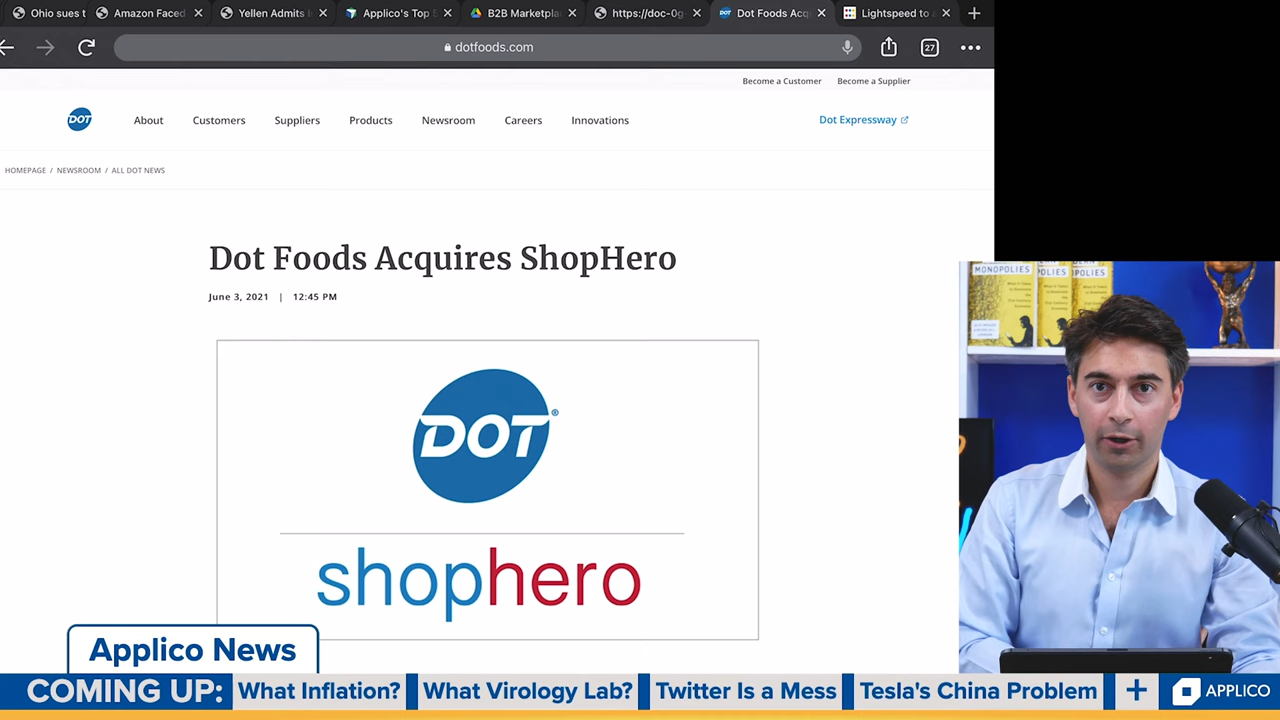 Ohio sues t
Amazon Faced
Yellen Admits I
Applico's Top E
B2B Marketpla
https://doc-0g
Dot Foods Acq
Lightspeed to a
dotfoods.com
27
Become a Customer
Become a Supplier
DOT
About
Customers
Suppliers
Products
Newsroom
Careers
Innovations
Dot Expressway
HOMEPAGE / NEWSROOM / ALL DOT NEWS
Dot Foods Acquires ShopHero
June 3, 2021 | 12:45 PM
DOT®
shophero
MONOPOLIES
Applico News
COMING UP:
What Inflation?
What Virology Lab?
Twitter Is a Mess
Tesla's China Problem
+
APPLICO